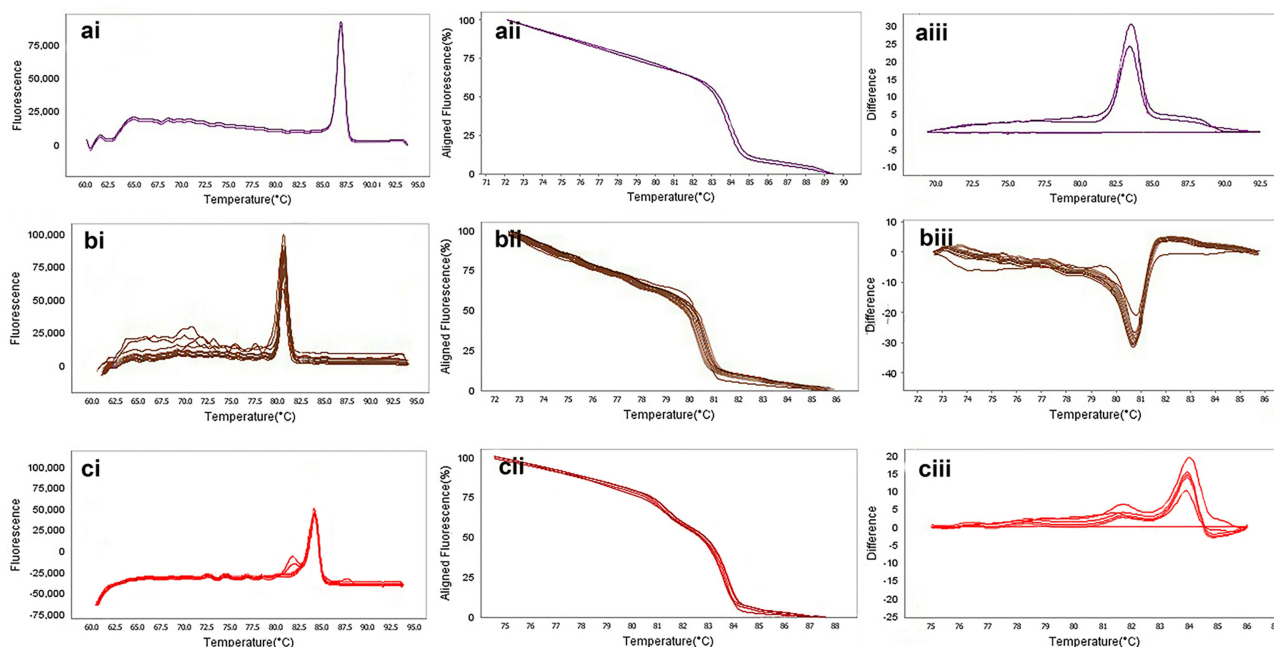 ai
Fluorescence
75,000
50,000
25,000
0
60.0 62.5 65.0 67.5 70.0 72.5 75.0 77.5 80.0 82.5 85.0 87.5 90.0 92.5 95.0
Temperature(°C)
aii
Aligned Fluorescence(%)
100
75
50
25
0
71 72 73 74 75 76 77 78 79 80 81 82 83 84 85 86 87 88 89 90
Temperature(°C)
aiii
Difference
30
25
20
15
10
5
0
-5
-10
70.0 72.5 75.0 77.5 80.0 82.5 85.0 87.5 90.0 92.5
Temperature(°C)
bi
Fluorescence
100,000
75,000
50,000
25,000
0
60.0 62.5 65.0 67.5 70.0 72.5 75.0 77.5 80.0 82.5 85.0 87.5 90.0 92.5 95.0
Temperature(°C)
bii
Aligned Fluorescence(%)
100
75
50
25
0
72 73 74 75 76 77 78 79 80 81 82 83 84 85 86
Temperature(°C)
biii
Difference
10
0
-10
-20
-30
-40
72 73 74 75 76 77 78 79 80 81 82 83 84 85 86
Temperature(°C)
ci
Fluorescence
100,000
75,000
50,000
25,000
0
-25,000
-50,000
-75,000
60.0 62.5 65.0 67.5 70.0 72.5 75.0 77.5 80.0 82.5 85.0 87.5 90.0 92.5 95.0
Temperature(°C)
cii
Aligned Fluorescence(%)
100
75
50
25
0
75 76 77 78 79 80 81 82 83 84 85 86 87 88
Temperature(°C)
ciii
Difference
20
15
10
5
0
-5
-10
-15
-20
-25
75 76 77 78 79 80 81 82 83 84 85 86
Temperature(°C)